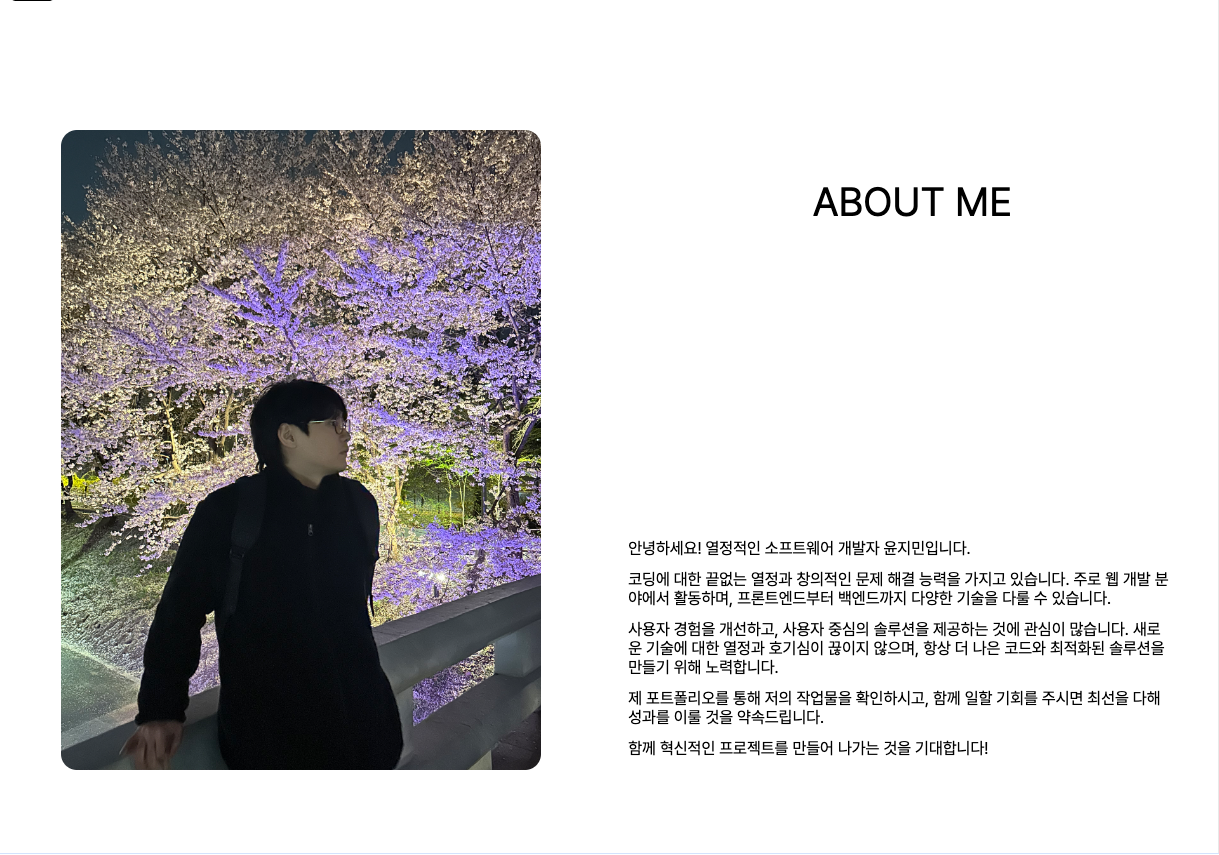 ABOUT ME
안녕하세요! 열정적인 소프트웨어 개발자 윤지민입니다.
코딩에 대한 끝없는 열정과 창의적인 문제 해결 능력을 가지고 있습니다. 주로 웹 개발 분
야에서 활동하며, 프론트엔드부터 백엔드까지 다양한 기술을 다룰 수 있습니다.
사용자 경험을 개선하고, 사용자 중심의 솔루션을 제공하는 것에 관심이 많습니다. 새로
운 기술에 대한 열정과 호기심이 끊이지 않으며, 항상 더 나은 코드와 최적화된 솔루션을
만들기 위해 노력합니다.
제 포트폴리오를 통해 저의 작업물을 확인하시고, 함께 일할 기회를 주시면 최선을 다해
성과를 이룰 것을 약속드립니다.
함께 혁신적인 프로젝트를 만들어 나가는 것을 기대합니다!